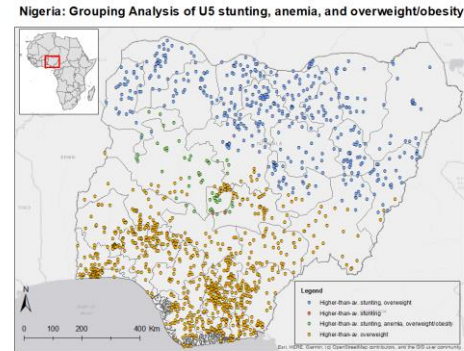 Nigeria: Grouping Analysis of U5 stunting, anemia, and overweight/obesity
N
0
200
400 Km
Legend
Higher-than-av. stunting, overweight
Higher-than-av. stunting
Higher-than-av. stunting, anemia, overweight/obesity
Higher-than-av. overweight
Esri, HERE, Garmin, (c) OpenStreetMap contributors, and the GIS user community